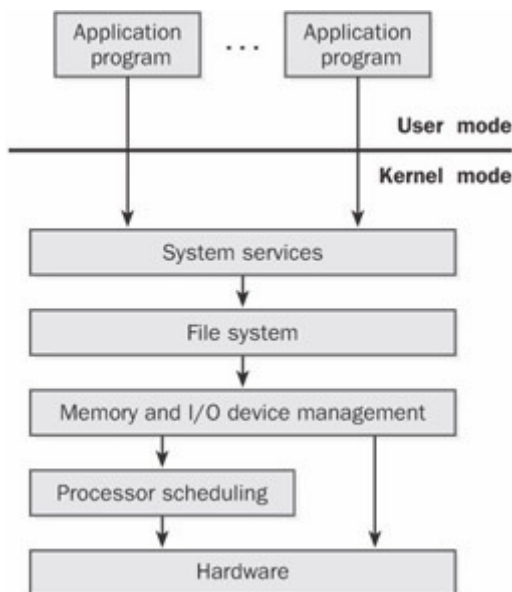 Application
program
...
Application
program
User mode
Kernel mode
System services
File system
Memory and I/O device management
Processor scheduling
Hardware